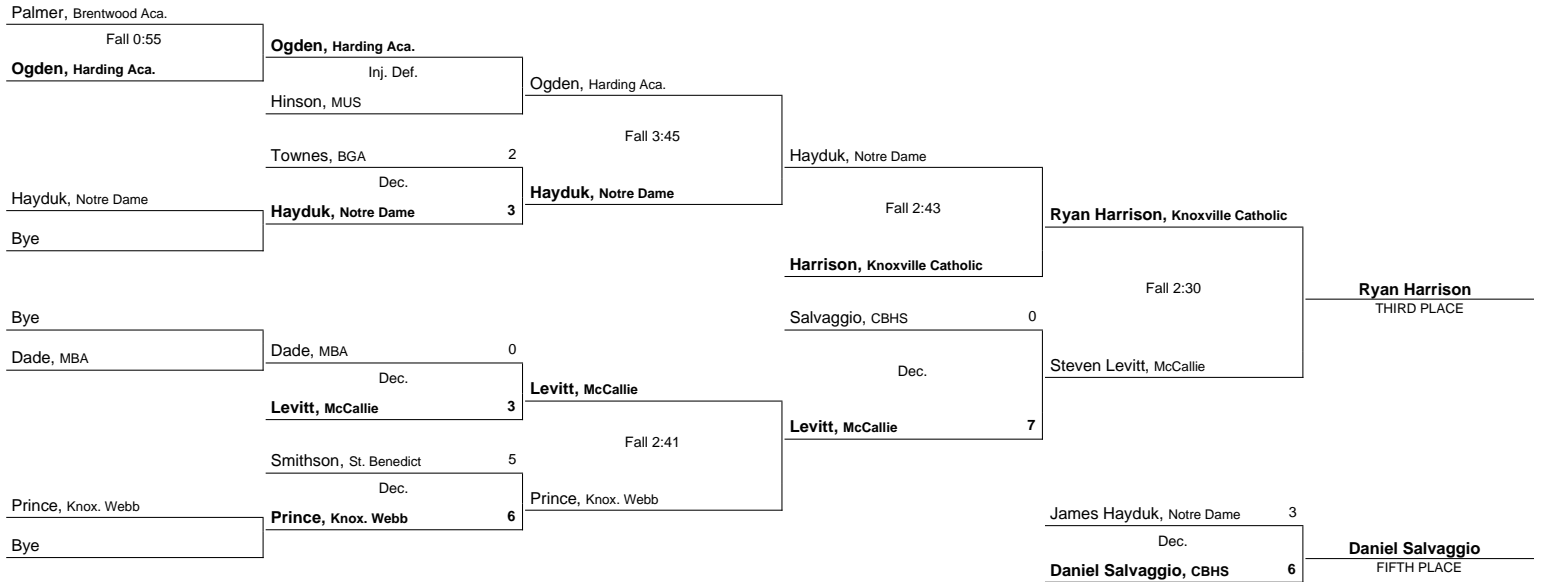 Palmer, Brentwood Aca.
Fall 0:55
Ogden, Harding Aca.
Hayduk, Notre Dame
Bye
Bye
Dade, MBA
Prince, Knox. Webb
Bye
Ogden, Harding Aca.
Inj. Def.
Hinson, MUS
Townes, BGA 2
Dec.
Hayduk, Notre Dame 3
Dade, MBA 0
Dec.
Levitt, McCallie 3
Smithson, St. Benedict 5
Dec.
Prince, Knox. Webb 6
Ogden, Harding Aca.
Fall 3:45
Hayduk, Notre Dame
Levitt, McCallie
Fall 2:41
Prince, Knox. Webb
Hayduk, Notre Dame
Fall 2:43
Harrison, Knoxville Catholic
Salvaggio, CBHS 0
Dec.
Levitt, McCallie 7
Ryan Harrison, Knoxville Catholic
Fall 2:30
Steven Levitt, McCallie
Ryan Harrison
THIRD PLACE
James Hayduk, Notre Dame 3
Dec.
Daniel Salvaggio, CBHS 6
Daniel Salvaggio
FIFTH PLACE